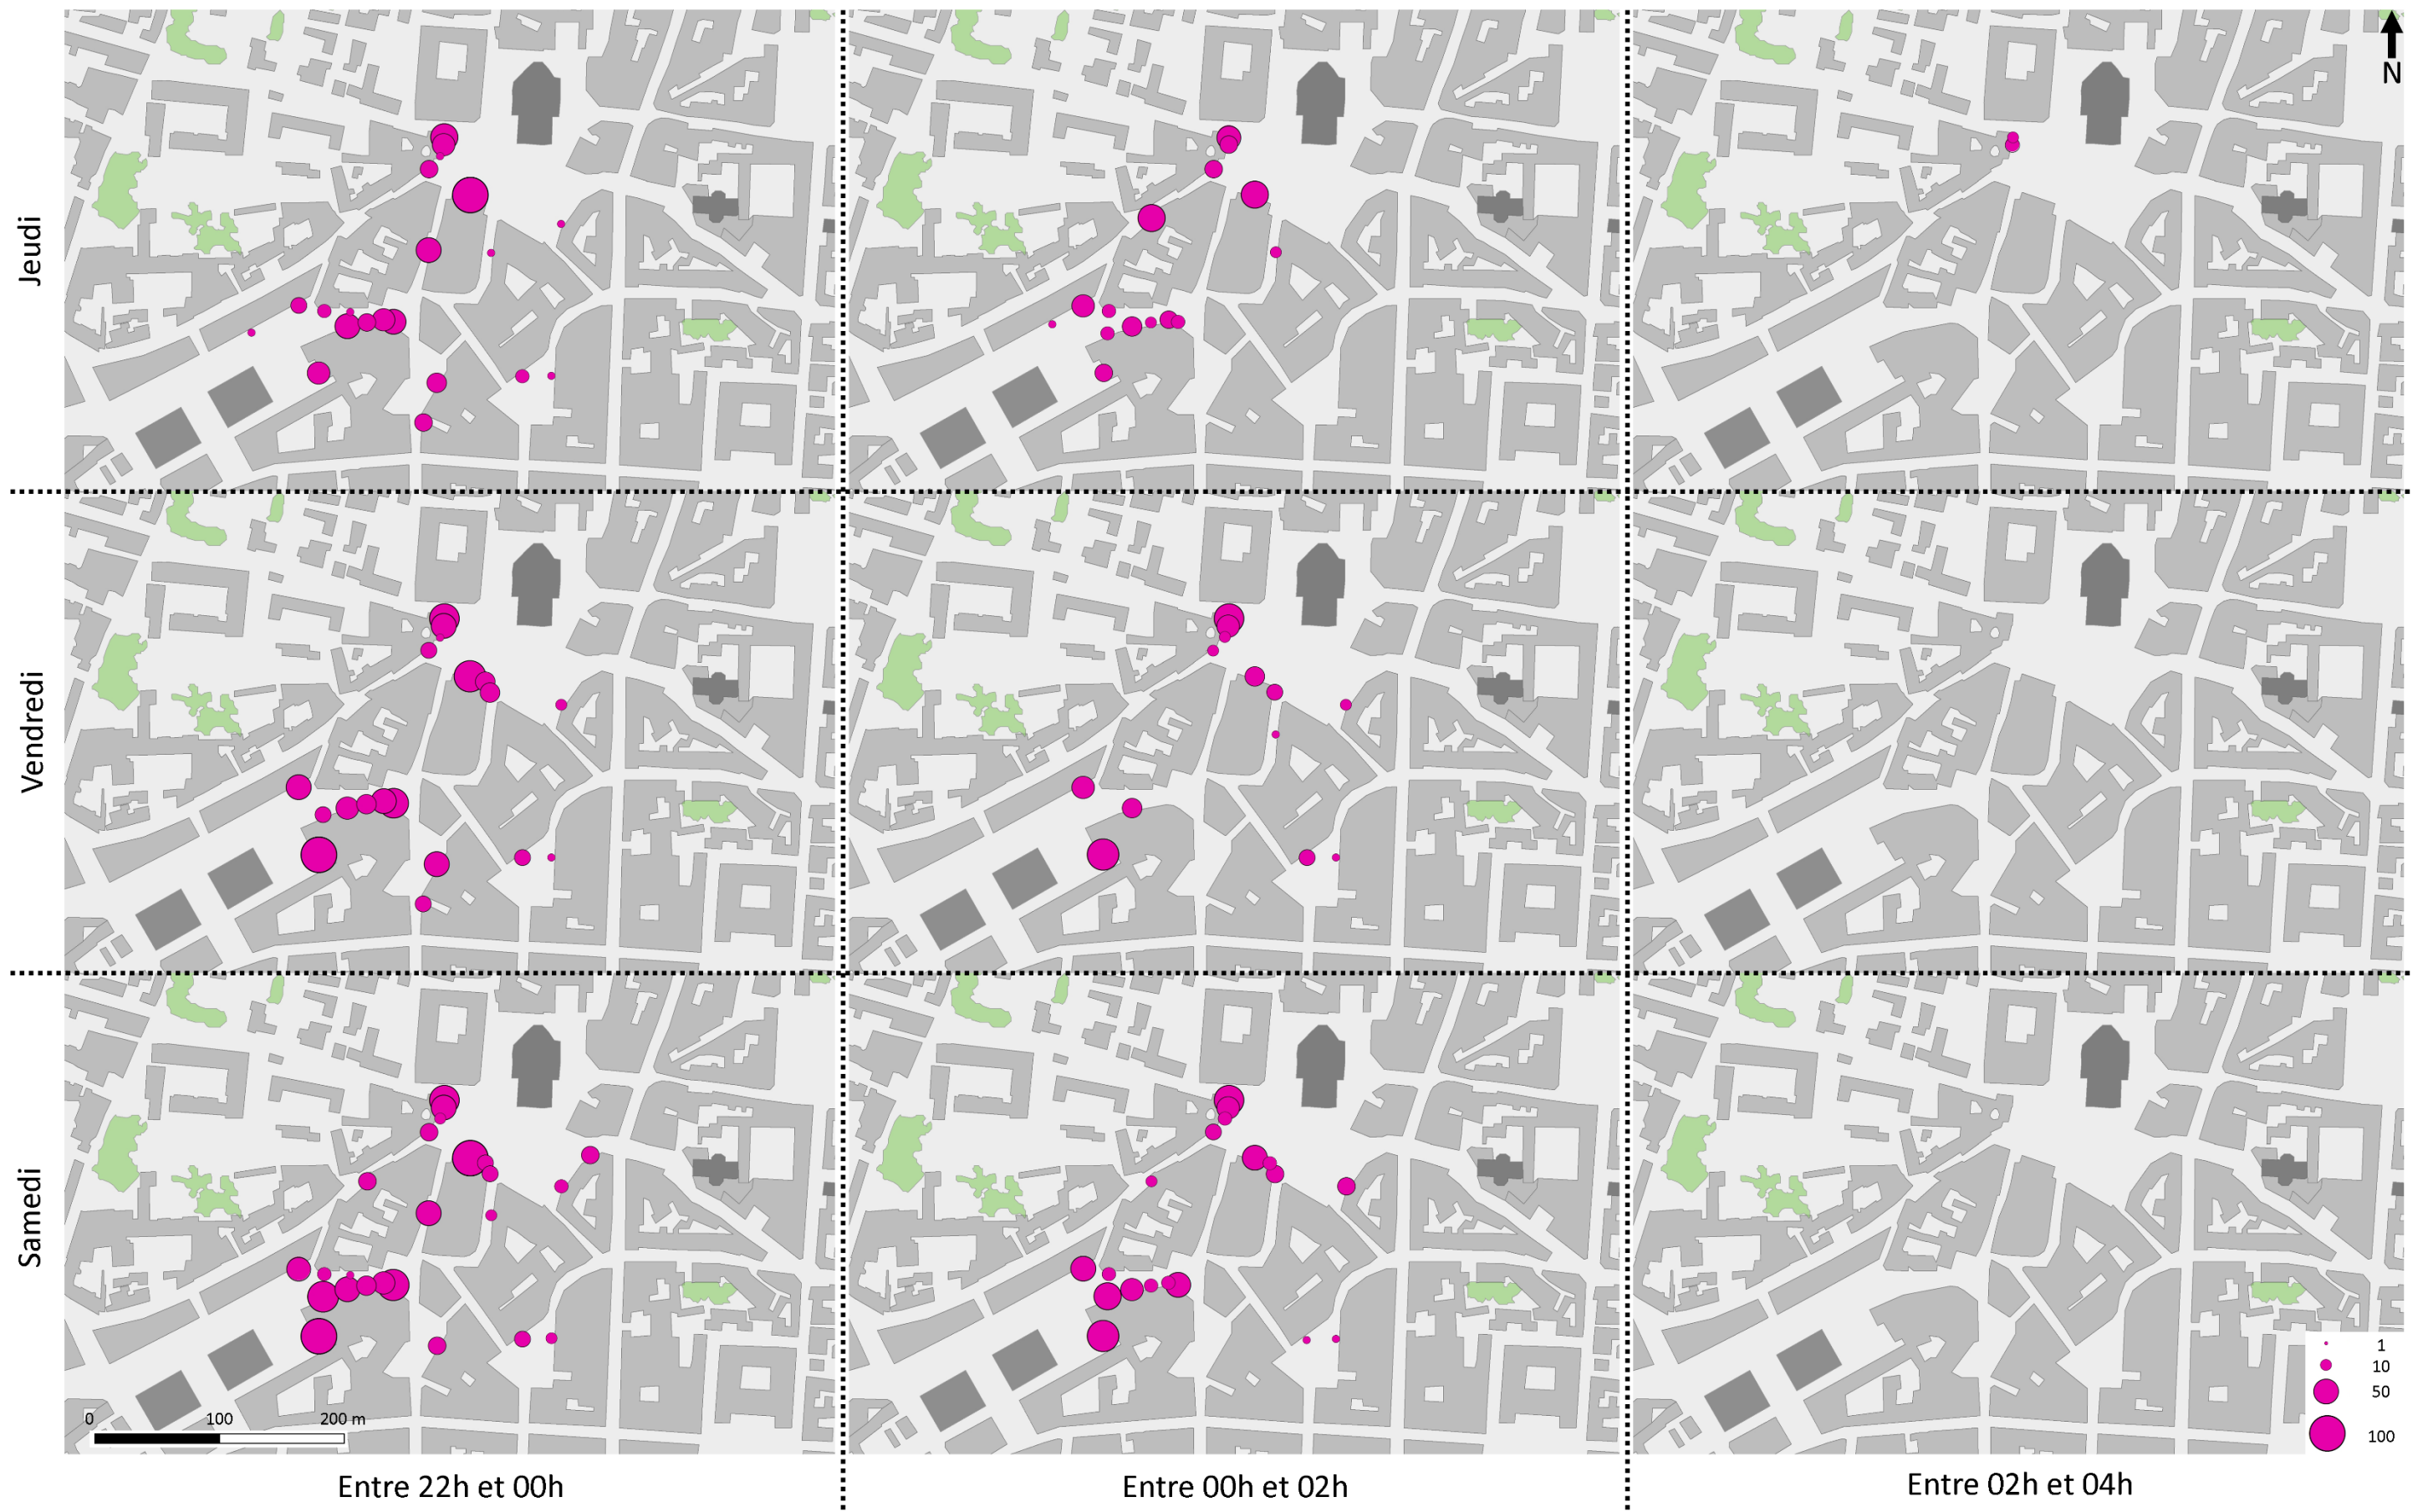 N
Jeudi
Vendredi
Samedi
0 100 200 m
1
10
50
100
Entre 22h et 00h
Entre 00h et 02h
Entre 02h et 04h